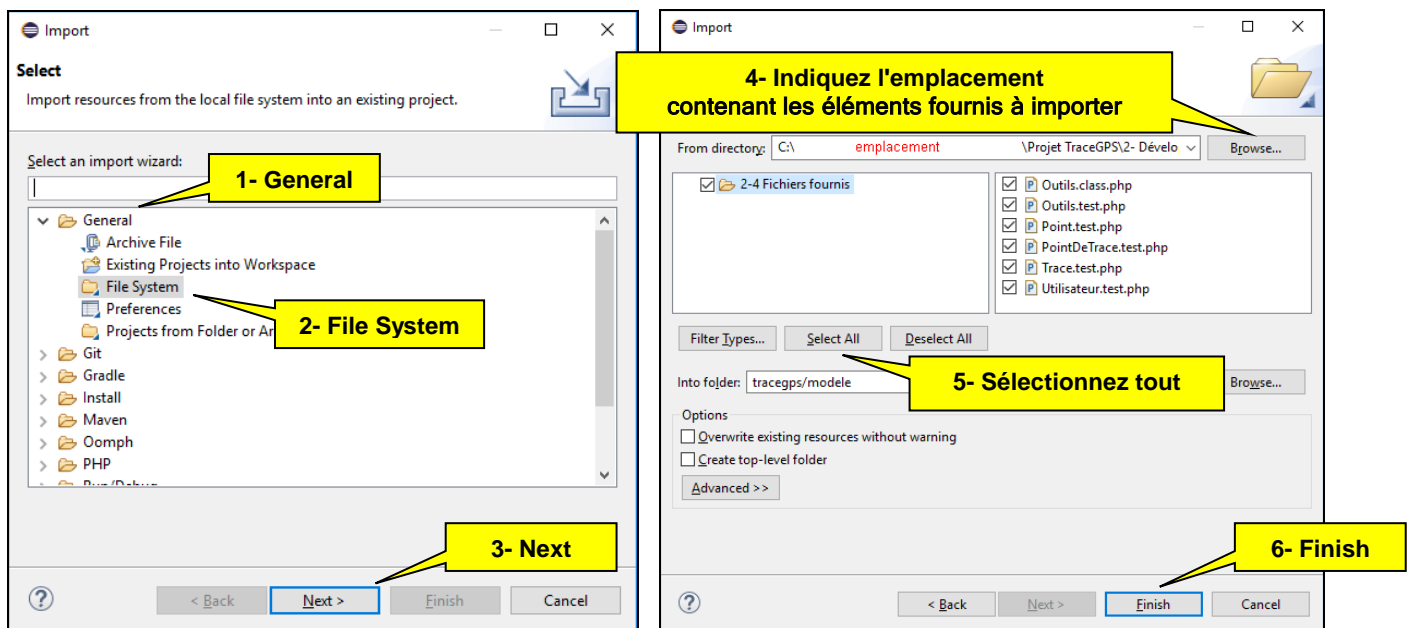 Import
Select
Import resources from the local file system into an existing project.
Select an import wizard:
1- General
General
Archive File
Existing Projects into Workspace
File System
Preferences
Projects from Folder or Ar
2- File System
Git
Gradle
Install
Maven
Oomph
PHP
Run/Debug
3- Next
< Back
Next >
Finish
Cancel
Import
4- Indiquez l'emplacement
contenant les éléments fournis à importer
From directory: C:\ emplacement \Projet TraceGPS\2- Dévelo Browse...
2-4 Fichiers fournis
Outils.class.php
Outils.test.php
Point.test.php
PointDeTrace.test.php
Trace.test.php
Utilisateur.test.php
Filter Types... Select All Deselect All
5- Sélectionnez tout
Into folder: tracegps/modele Browse...
Options
Overwrite existing resources without warning
Create top-level folder
Advanced >>
6- Finish
< Back
Next >
Finish
Cancel